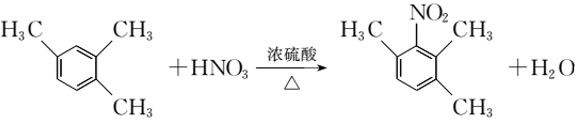 H₃C CH₃ CH₃ +HNO₃ 浓硫酸 △ NO₂ H₃C CH₃ CH₃ +H₂O